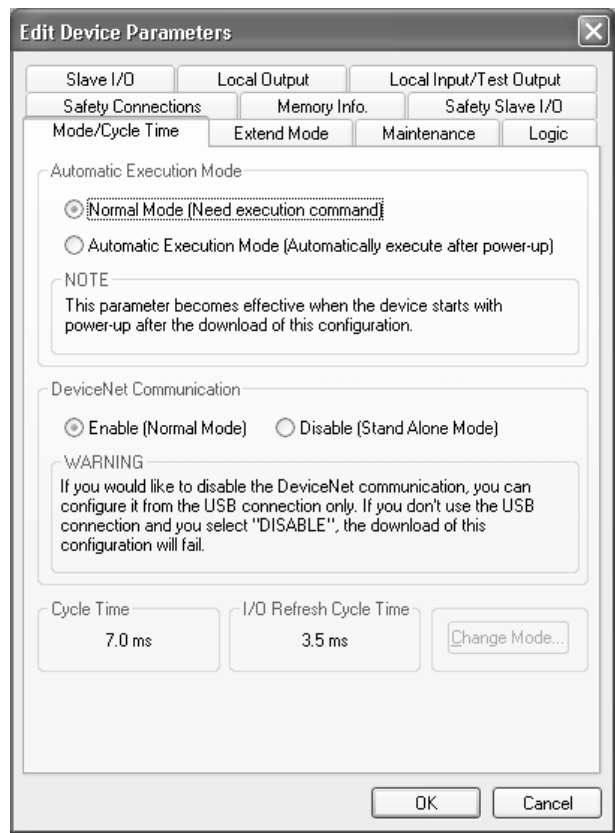 Edit Device Parameters
Slave I/O
Local Output
Local Input/Test Output
Safety Connections
Memory Info.
Safety Slave I/O
Mode/Cycle Time
Extend Mode
Maintenance
Logic
Automatic Execution Mode
Normal Mode (Need execution command)
Automatic Execution Mode (Automatically execute after power-up)
NOTE
This parameter becomes effective when the device starts with
power-up after the download of this configuration.
DeviceNet Communication
Enable (Normal Mode)
Disable (Stand Alone Mode)
WARNING
If you would like to disable the DeviceNet communication, you can
configure it from the USB connection only. If you don't use the USB
connection and you select "DISABLE", the download of this
configuration will fail.
Cycle Time
7.0 ms
I/O Refresh Cycle Time
3.5 ms
Change Mode...
OK
Cancel